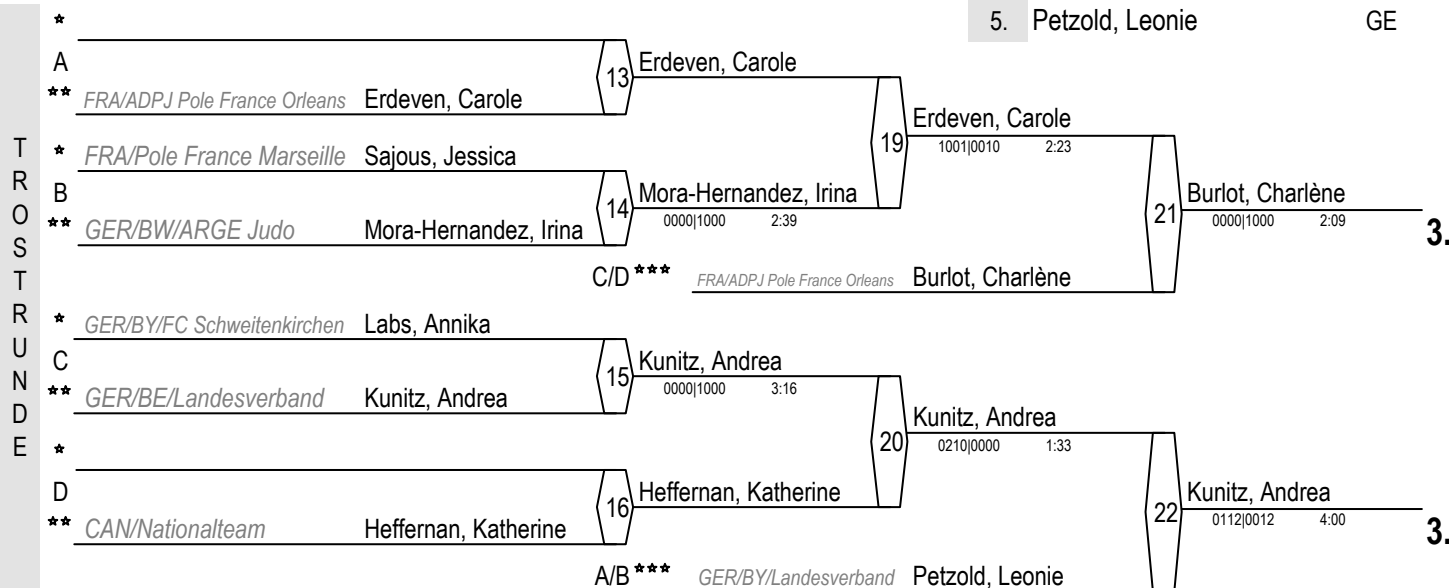 5. Petzold, Leonie GE
TROSTRUNDE
*
A
** FRA/ADPJ Pole France Orleans Erdeven, Carole
13
Erdeven, Carole
* FRA/Pole France Marseille Sajous, Jessica
B
** GER/BW/ARGE Judo Mora-Hernandez, Irina
14
Mora-Hernandez, Irina
0000|1000 2:39
19
Erdeven, Carole
1001|0010 2:23
C/D *** FRA/ADPJ Pole France Orleans Burlot, Charlène
21
Burlot, Charlène
0000|1000 2:09
3.
* GER/BY/FC Schweitenkirchen Labs, Annika
C
** GER/BE/Landesverband Kunitz, Andrea
15
Kunitz, Andrea
0000|1000 3:16
*
D
** CAN/Nationalteam Heffernan, Katherine
16
Heffernan, Katherine
20
Kunitz, Andrea
0210|0000 1:33
A/B *** GER/BY/Landesverband Petzold, Leonie
22
Kunitz, Andrea
0112|0012 4:00
3.